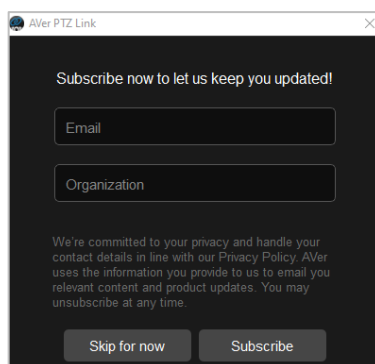 AVer PTZ Link
Subscribe now to let us keep you updated!
Email
Organization
We're committed to your privacy and handle your
contact details in line with our Privacy Policy. AVer
uses the information you provide to us to email you
relevant content and product updates. You may
unsubscribe at any time.
Skip for now
Subscribe